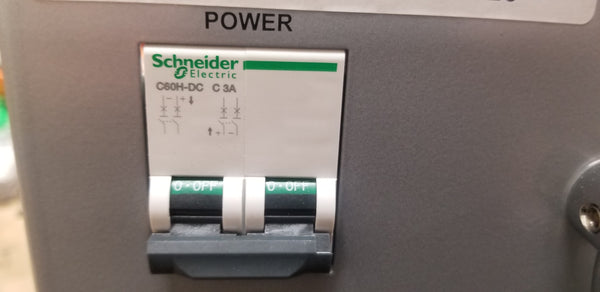 POWER
Schneider
Electric
C60H-DC C 3A
O-OFF O-OFF